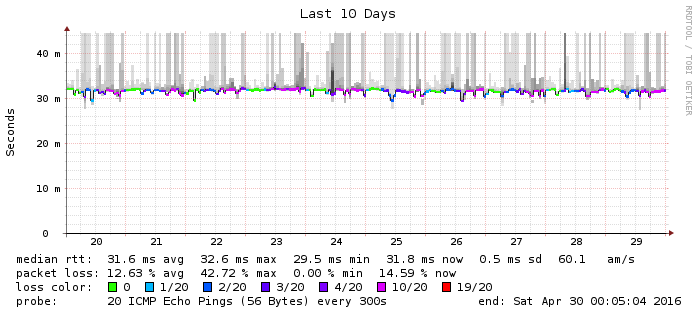 Last 10 Days
RRDTOOL / TOBI OETIKER
Seconds
40 m
30 m
20 m
10 m
0
20 21 22 23 24 25 26 27 28 29
median rtt: 31.6 ms avg 32.6 ms max 29.5 ms min 31.8 ms now 0.5 ms sd 60.1 am/s
packet loss: 12.63 % avg 42.72 % max 0.00 % min 14.59 % now
loss color: 0 1/20 2/20 3/20 4/20 10/20 19/20
probe: 20 ICMP Echo Pings (56 Bytes) every 300s end: Sat Apr 30 00:05:04 2016